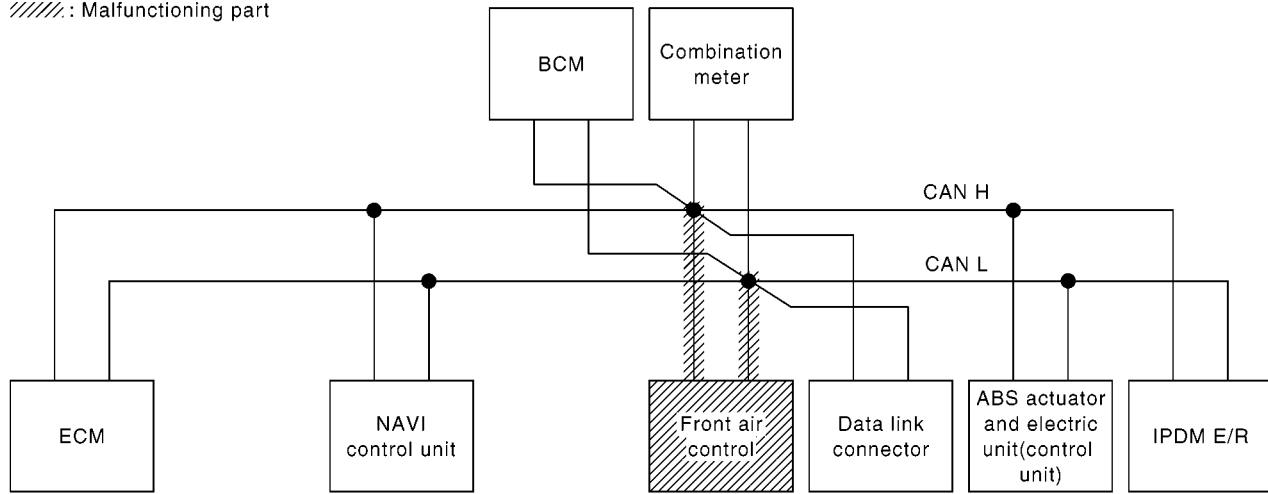 : Malfunctioning part
BCM
Combination
meter
CAN H
CAN L
ECM
NAVI
control unit
Front air
control
Data link
connector
ABS actuator
and electric
unit(control
unit)
IPDM E/R